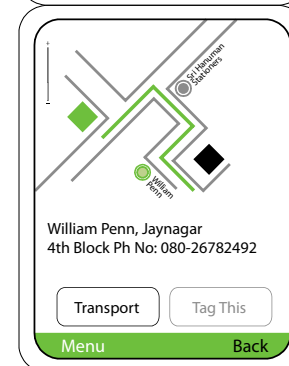 Sri Hanuman
Stationers
William
Penn
William Penn, Jaynagar
4th Block Ph No: 080-26782492
Transport
Tag This
Menu
Back